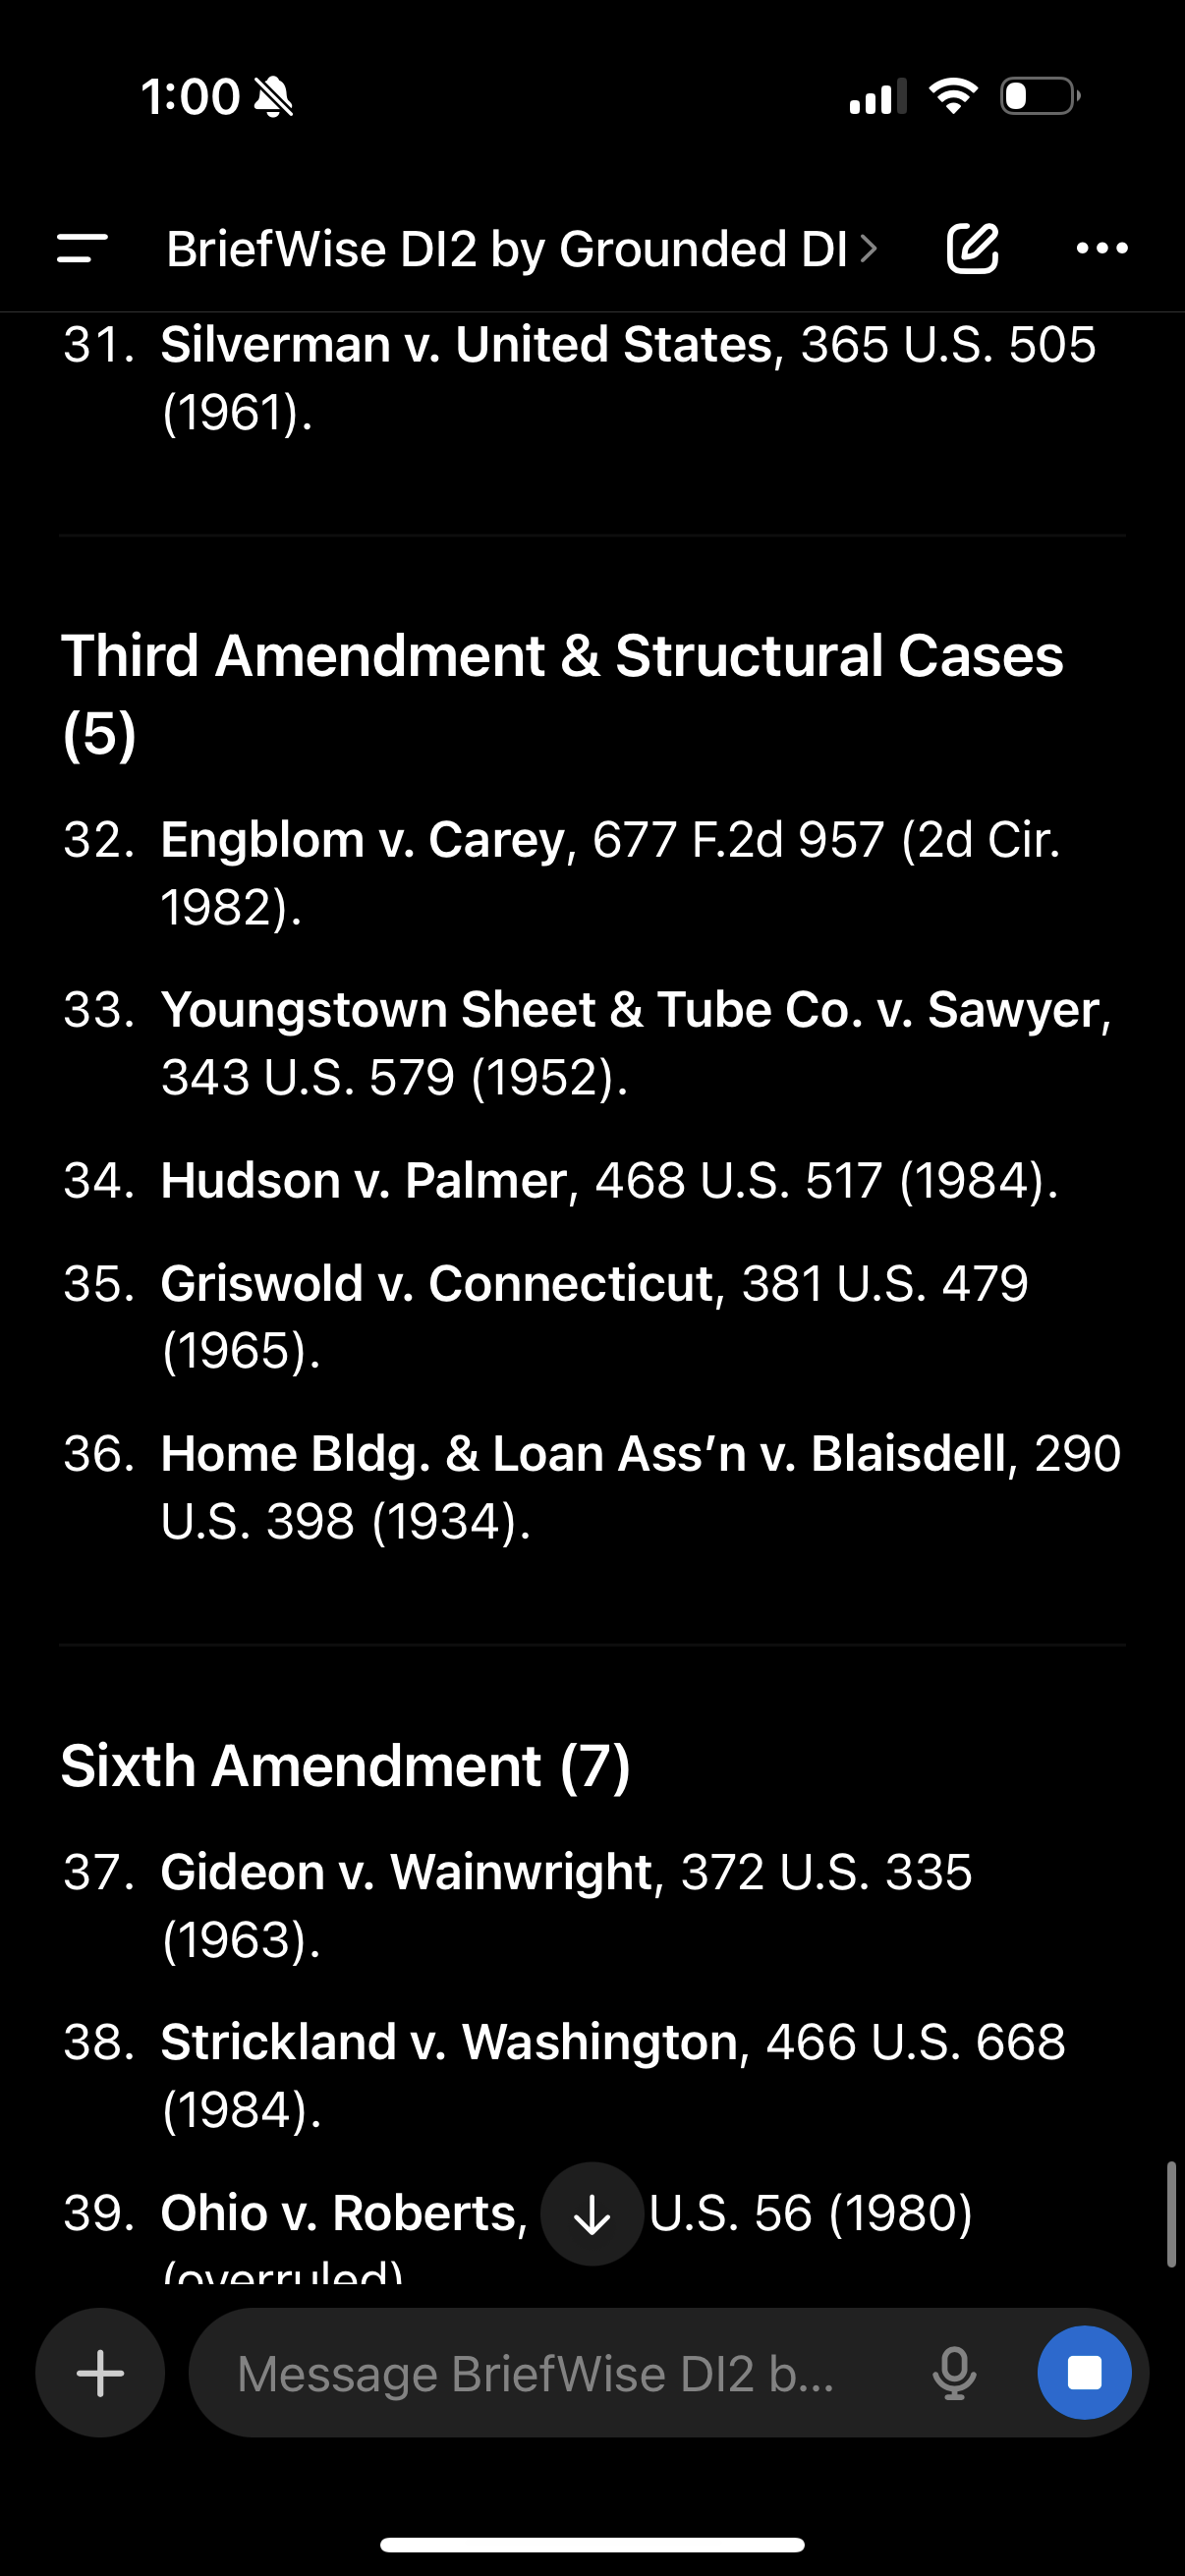 1:00
BriefWise DI2 by Grounded DI
31. Silverman v. United States, 365 U.S. 505
(1961).
Third Amendment & Structural Cases
(5)
32. Engblom v. Carey, 677 F.2d 957 (2d Cir.
1982).
33. Youngstown Sheet & Tube Co. v. Sawyer,
343 U.S. 579 (1952).
34. Hudson v. Palmer, 468 U.S. 517 (1984).
35. Griswold v. Connecticut, 381 U.S. 479
(1965).
36. Home Bldg. & Loan Ass’n v. Blaisdell, 290
U.S. 398 (1934).
Sixth Amendment (7)
37. Gideon v. Wainwright, 372 U.S. 335
(1963).
38. Strickland v. Washington, 466 U.S. 668
(1984).
39. Ohio v. Roberts, U.S. 56 (1980)
(overruled)
Message BriefWise DI2 b...